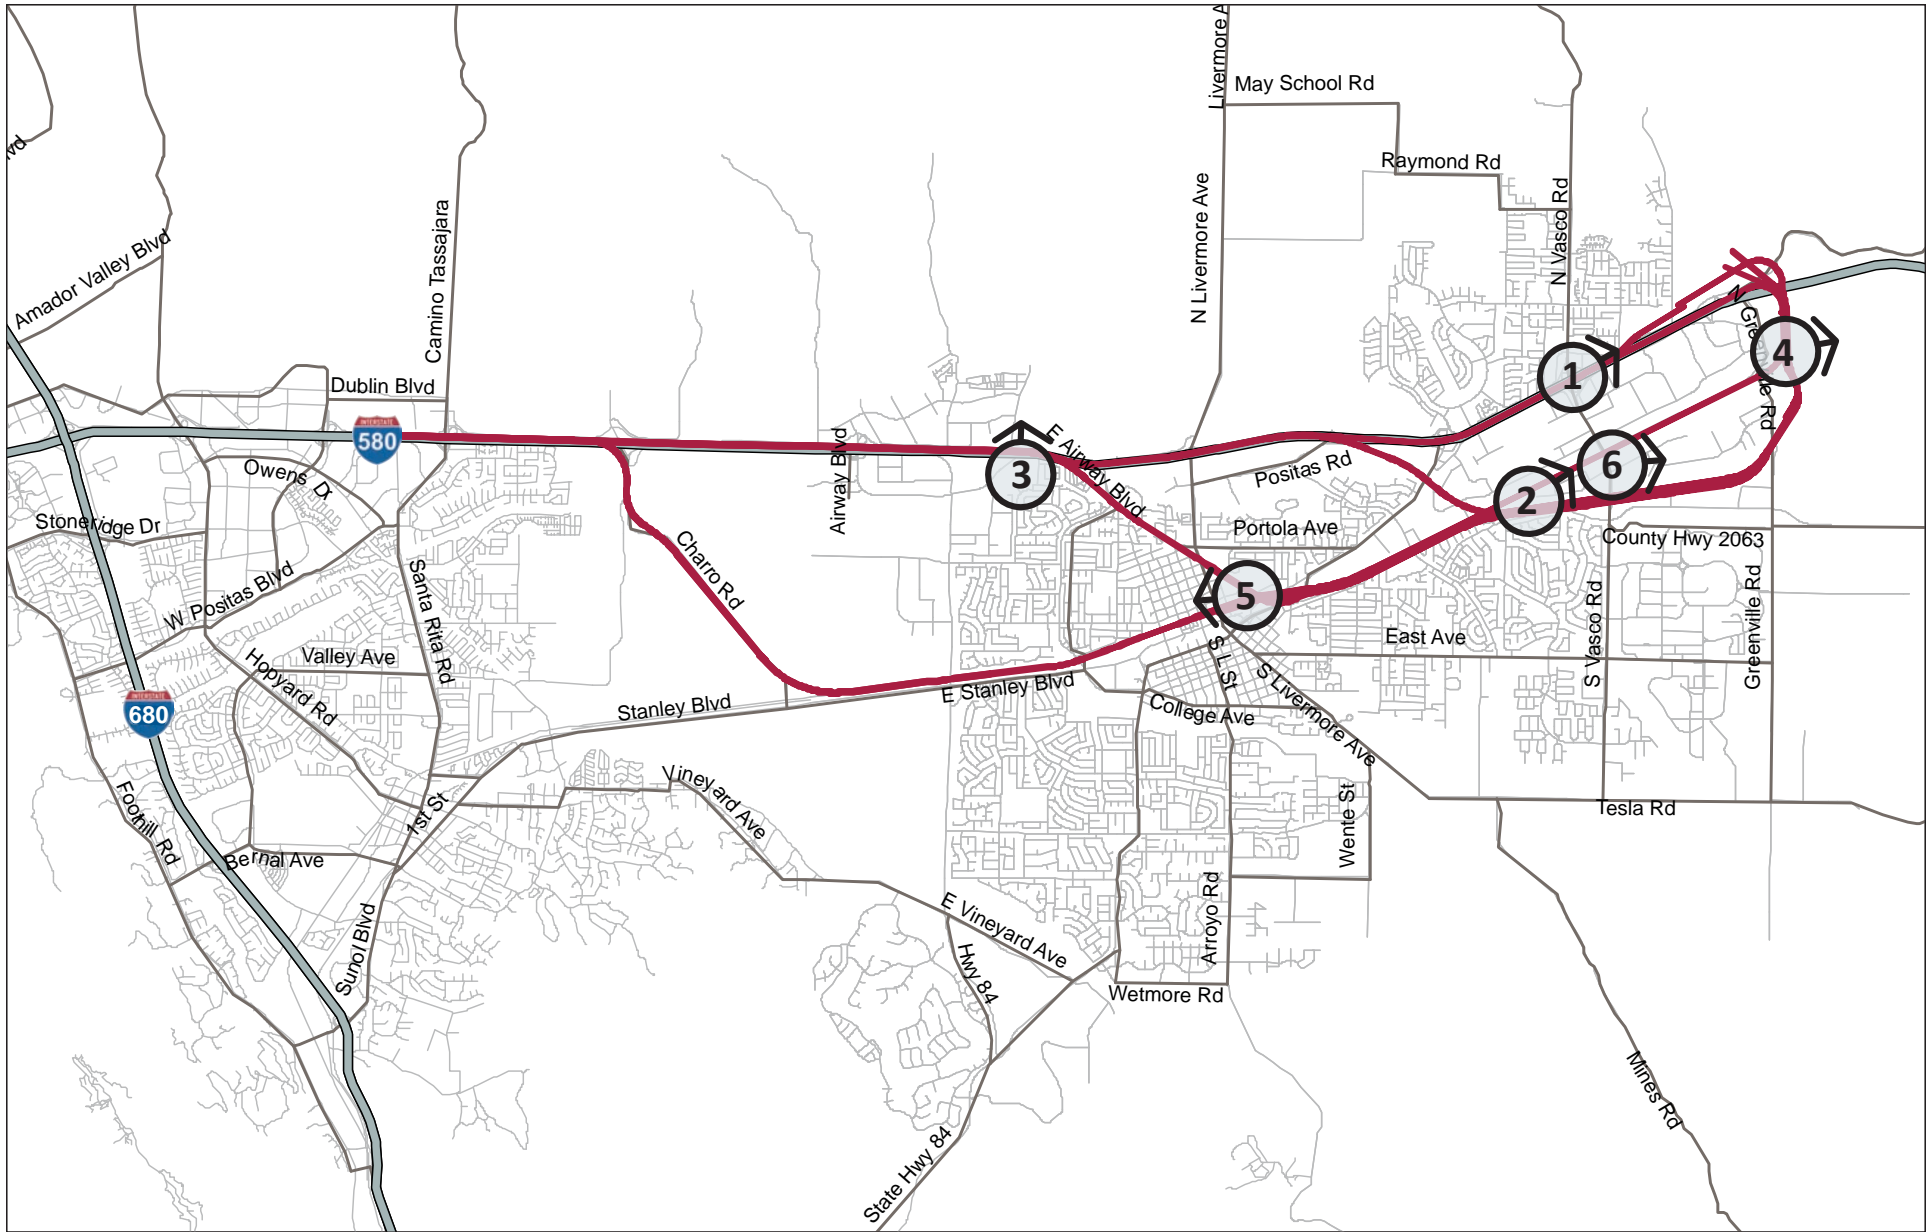 Livermore A
May School Rd
Raymond Rd
N Vasco Rd
N Livermore Ave
Camino Tassajara
Amador Valley Blvd
vd
Dublin Blvd
INTERSTATE
580
Owens Dr
Stoneridge Dr
W Positas Blvd
Santa Rita Rd
Valley Ave
Hopyard Rd
INTERSTATE
680
Foothill Rd
Bernal Ave
1st St
Sunol Blvd
Stanley Blvd
E Stanley Blvd
Charro Rd
Airway Blvd
E Airway Blvd
Positas Rd
Portola Ave
1
2
3
4
5
6
County Hwy 2063
East Ave
S Vasco Rd
Greenville Rd
S L St
S Livermore Ave
College Ave
Vineyard Ave
E Vineyard Ave
Hwy 84
State Hwy 84
Wetmore Rd
Arroyo Rd
Wente St
Tesla Rd
Mines Rd